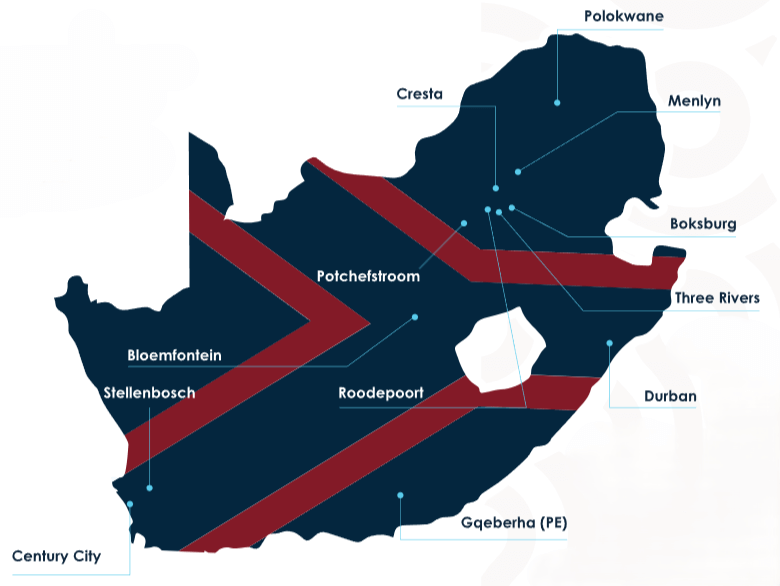 Polokwane
Cresta
Menlyn
Boksburg
Potchefstroom
Three Rivers
Bloemfontein
Stellenbosch
Roodepoort
Durban
Gqeberha (PE)
Century City